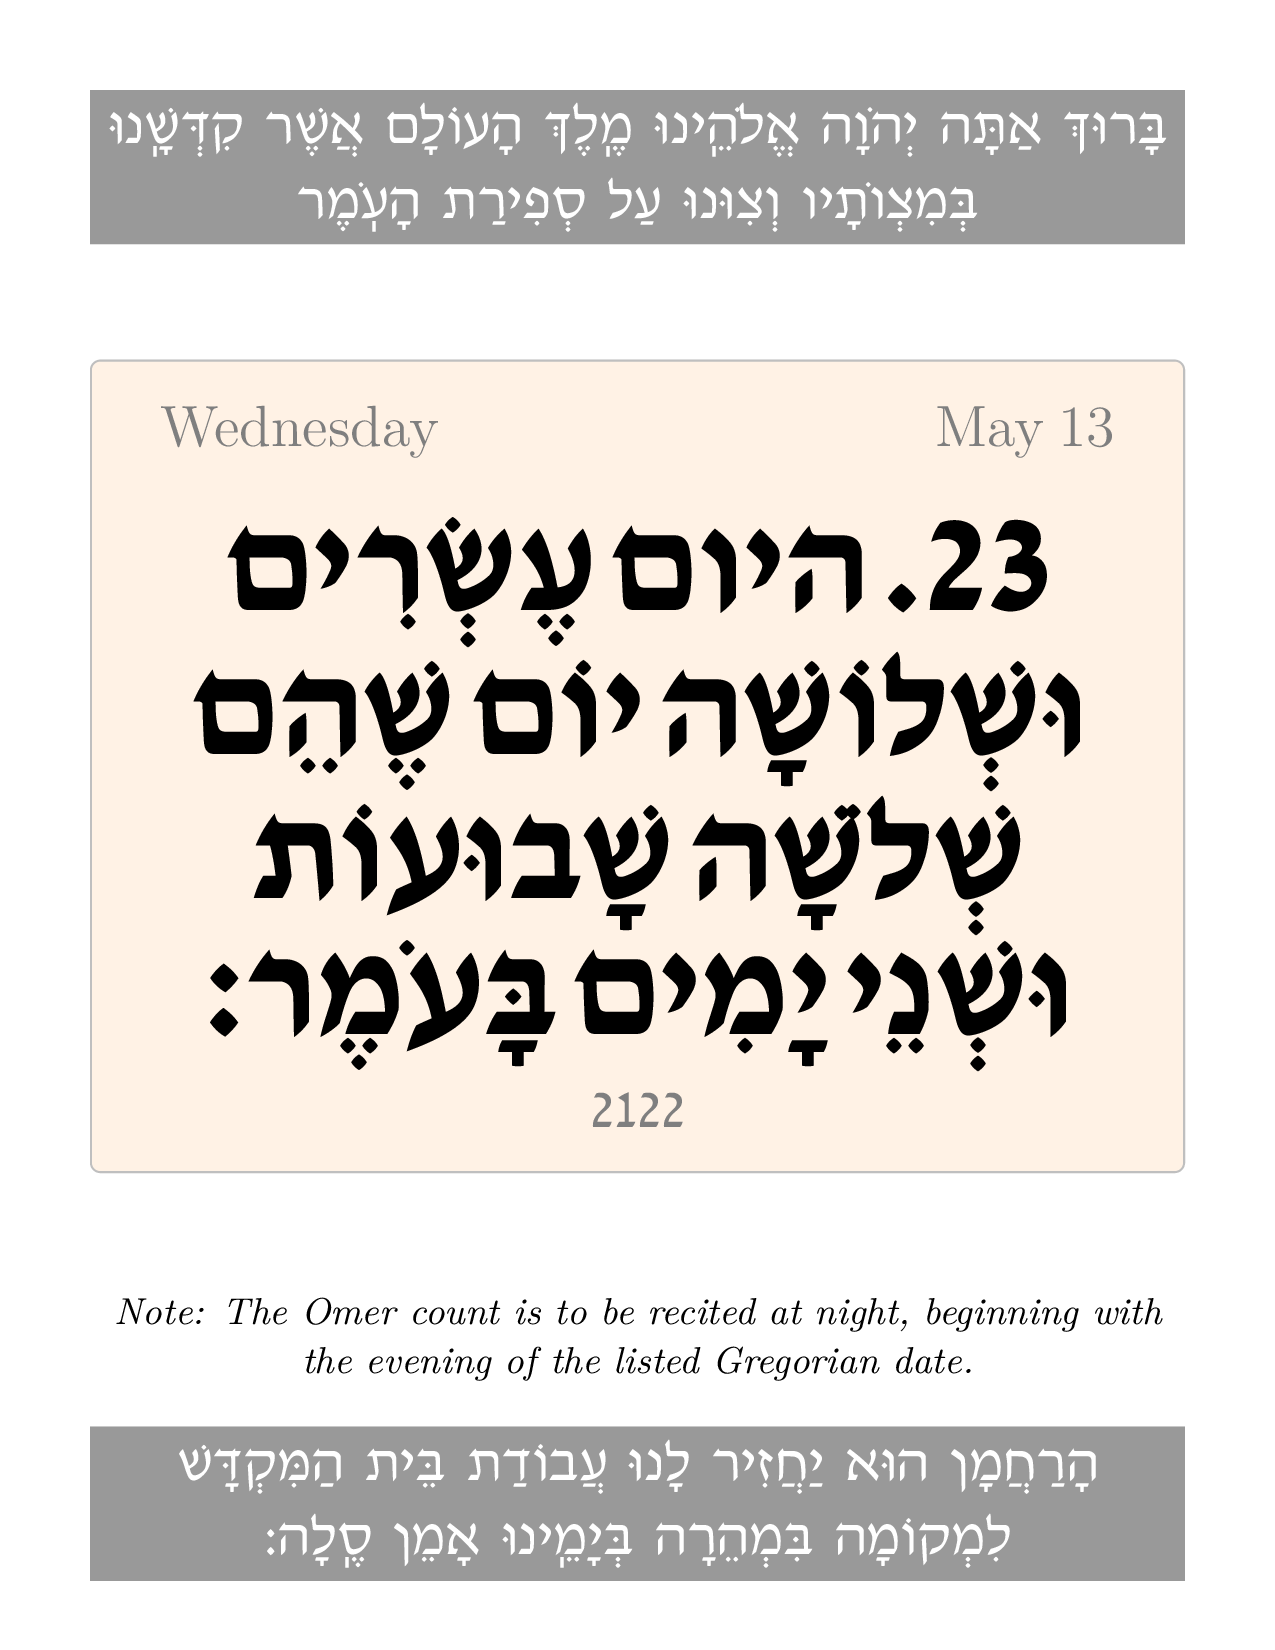 בָּרוּךְ אַתָּה יְהֹוָה אֱלֹהֵֽינוּ מֶֽלֶךְ הָעוֹלָם אֲשֶׁר קִדְּשָֽׁנוּ
בְּמִצְוֹתָיו וְצִוּנוּ עַל סְפִירַת הָעֹֽמֶר
Wednesday May 13
23. היום עֶשְׂרִים
וּשְׁלוֹשָׁה יוֹם שֶׁהֵם
שְׁלֹשָׁה שָׁבוּעוֹת
וּשְׁנֵי יָמִים בָּעֹמֶר:
2122
Note: The Omer count is to be recited at night, beginning with
the evening of the listed Gregorian date.
הָרַחֲמָן הוּא יַחֲזִיר לָנוּ עֲבוֹדַת בֵּית הַמִּקְדָּשׁ
לִמְקוֹמָה בִּמְהֵרָה בְּיָמֵֽינוּ אָמֵן סֶֽלָה: